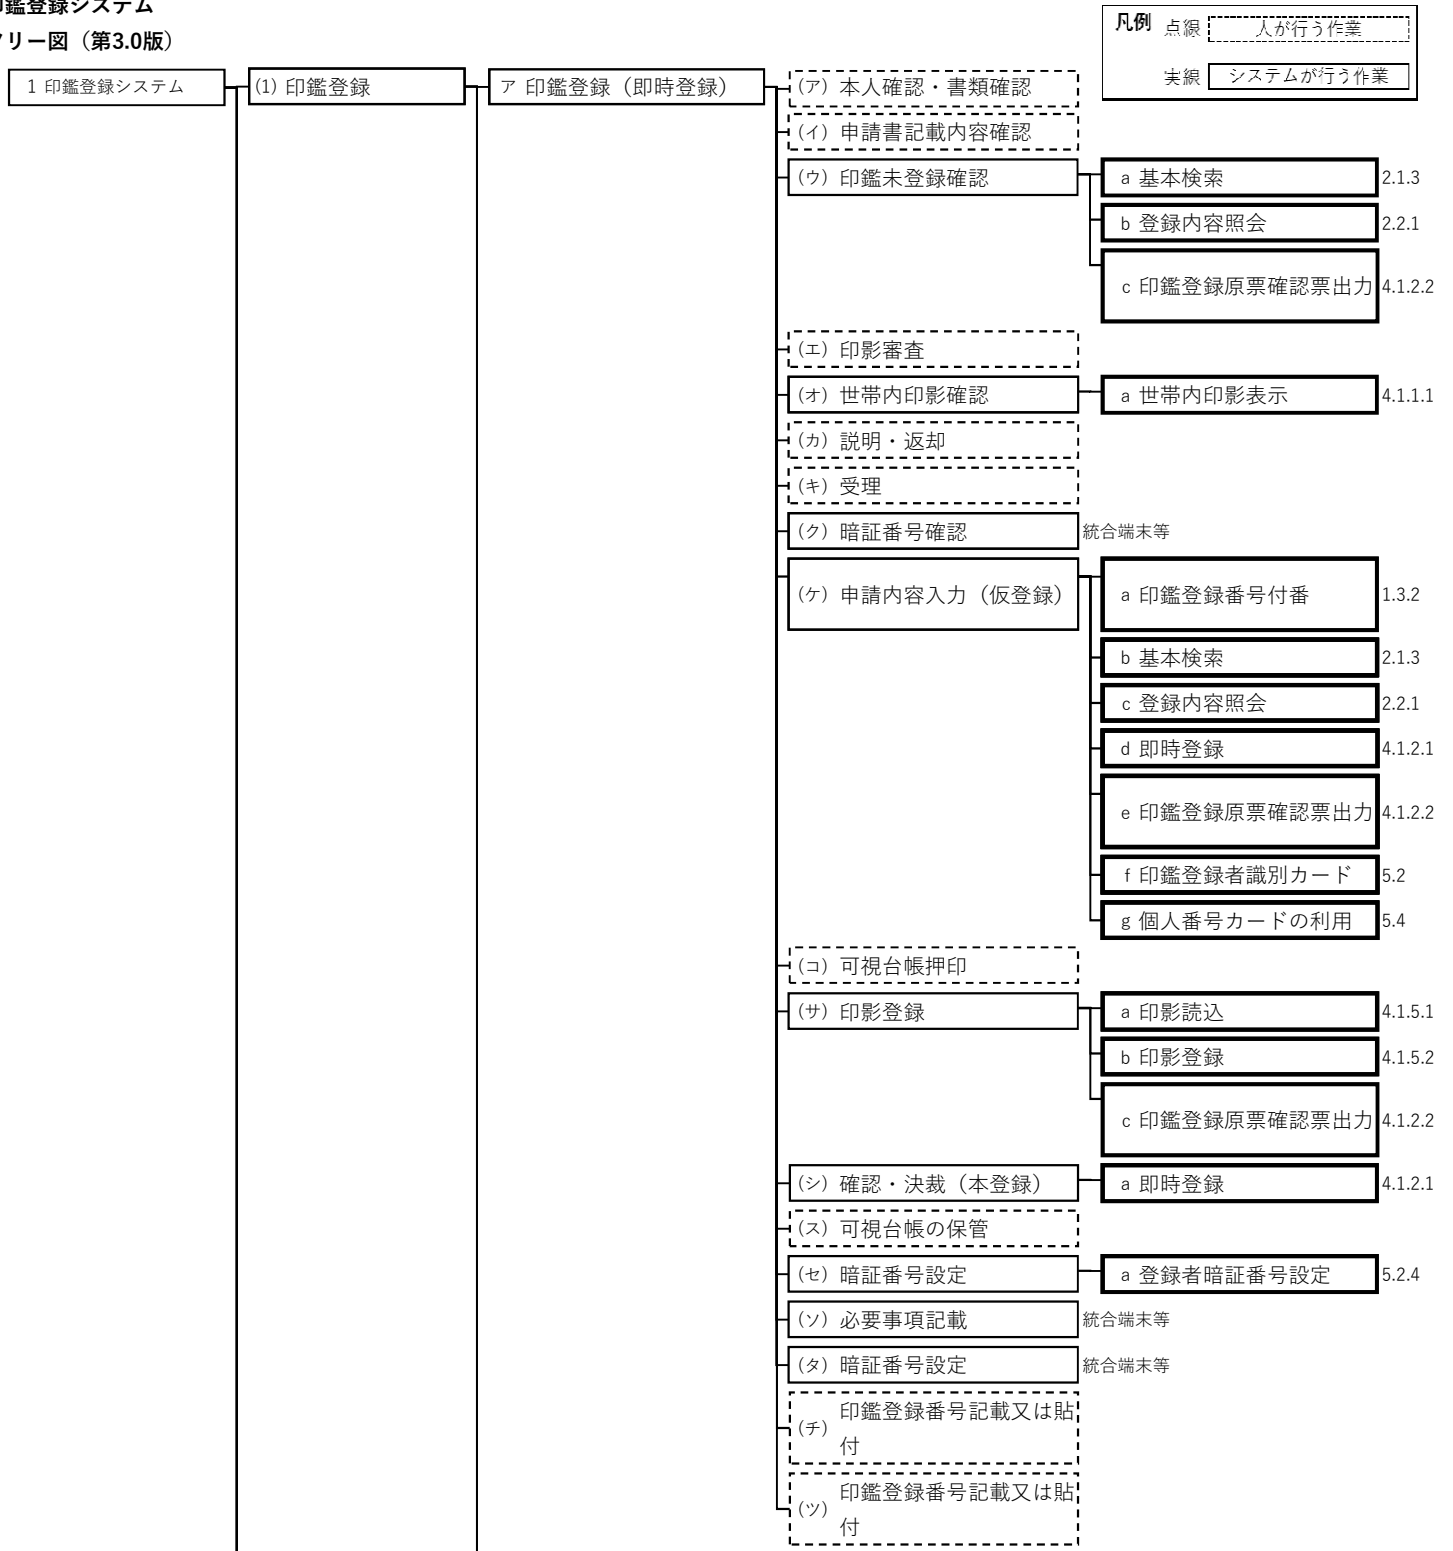 印鑑登録システム
ツリー図（第3.0版）
凡例
点線 人が行う作業
実線 システムが行う作業
1 印鑑登録システム
(1) 印鑑登録
ア 印鑑登録（即時登録）
(ア) 本人確認・書類確認
(イ) 申請書記載内容確認
(ウ) 印鑑未登録確認
a 基本検索 2.1.3
b 登録内容照会 2.2.1
c 印鑑登録原票確認票出力 4.1.2.2
(エ) 印影審査
(オ) 世帯内印影確認
a 世帯内印影表示 4.1.1.1
(カ) 説明・返却
(キ) 受理
(ク) 暗証番号確認 統合端末等
(ケ) 申請内容入力（仮登録）
a 印鑑登録番号付番 1.3.2
b 基本検索 2.1.3
c 登録内容照会 2.2.1
d 即時登録 4.1.2.1
e 印鑑登録原票確認票出力 4.1.2.2
f 印鑑登録者識別カード 5.2
g 個人番号カードの利用 5.4
(コ) 可視台帳押印
(サ) 印影登録
a 印影読込 4.1.5.1
b 印影登録 4.1.5.2
c 印鑑登録原票確認票出力 4.1.2.2
(シ) 確認・決裁（本登録）
a 即時登録 4.1.2.1
(ス) 可視台帳の保管
(セ) 暗証番号設定
a 登録者暗証番号設定 5.2.4
(ソ) 必要事項記載 統合端末等
(タ) 暗証番号設定 統合端末等
(チ) 印鑑登録番号記載又は貼
付
(ツ) 印鑑登録番号記載又は貼
付